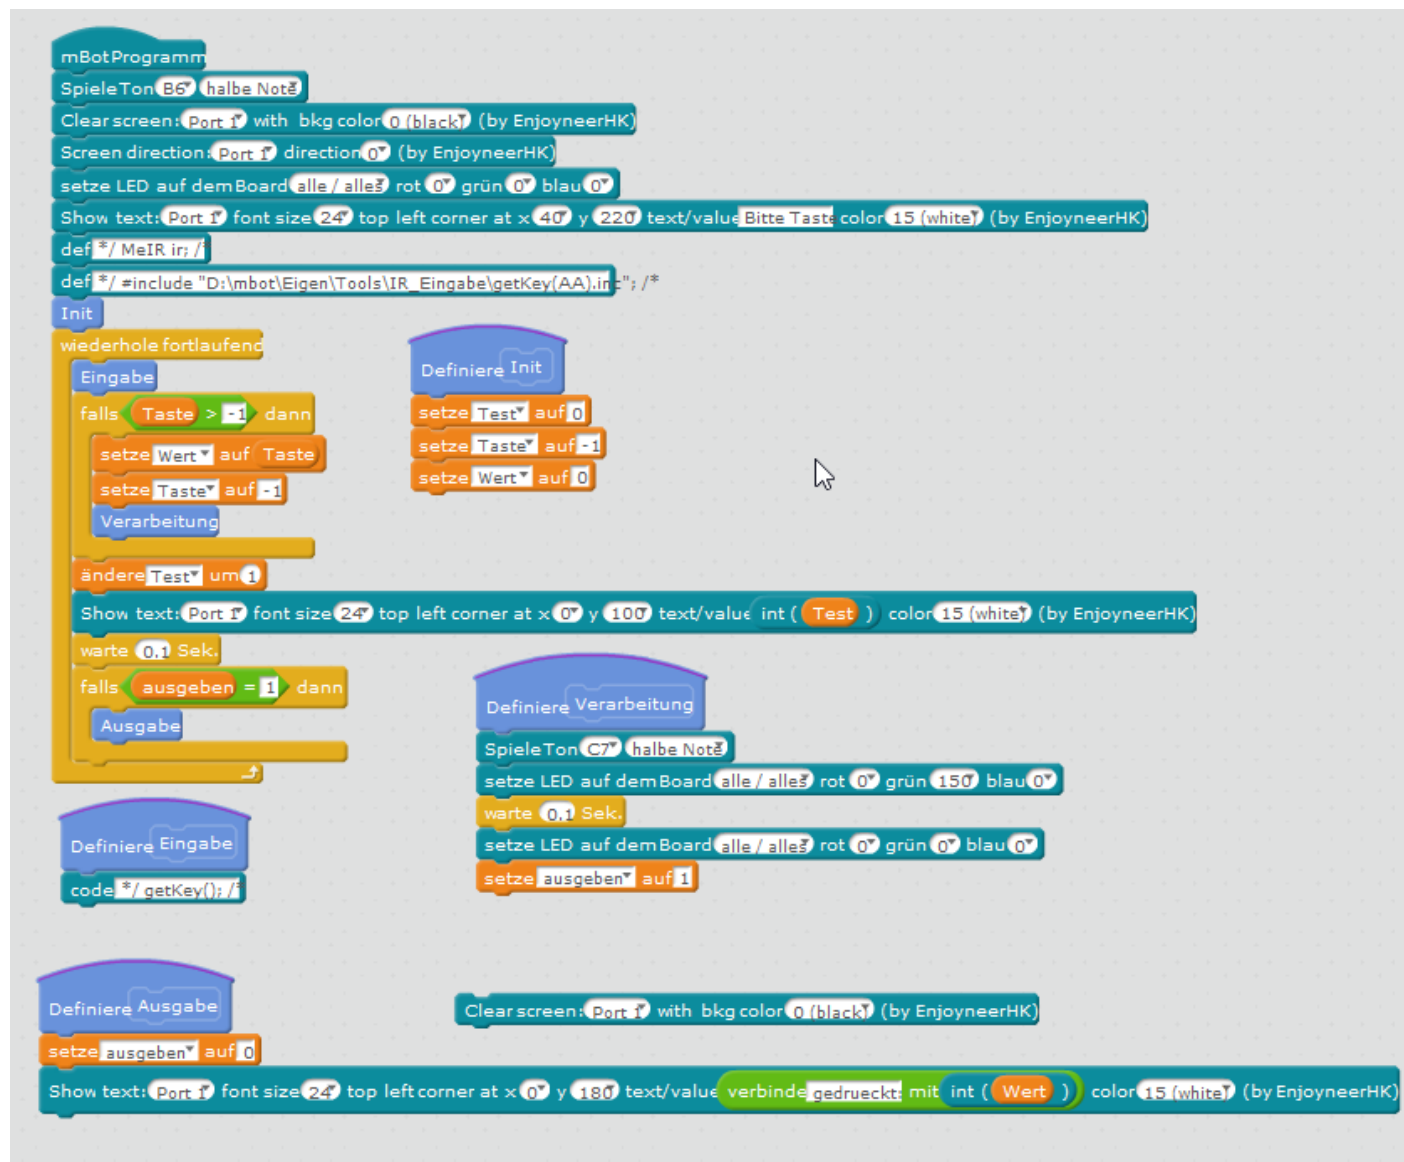 mBot Programm
Spiele Ton B6 halbe Note
Clear screen: Port 1 with bkg color 0 (black) (by EnjoyneerHK)
Screen direction: Port 1 direction 0 (by EnjoyneerHK)
setze LED auf dem Board alle / alles rot 0 grün 0 blau 0
Show text: Port 1 font size 24 top left corner at x 40 y 220 text/value Bitte Taste color 15 (white) (by EnjoyneerHK)
def */ MeIR ir; /*
def */ #include "D:\mbot\Eigen\Tools\IR_Eingabe\getKey(AA).inc"; /*
Init
wiederhole fortlaufend
Eingabe
falls Taste > -1 dann
setze Wert auf Taste
setze Taste auf -1
Verarbeitung
ändere Test um 1
Show text: Port 1 font size 24 top left corner at x 0 y 100 text/value int ( Test ) color 15 (white) (by EnjoyneerHK)
warte 0.1 Sek.
falls ausgeben = 1 dann
Ausgabe
Definiere Init
setze Test auf 0
setze Taste auf -1
setze Wert auf 0
Definiere Verarbeitung
Spiele Ton C7 halbe Note
setze LED auf dem Board alle / alles rot 0 grün 150 blau 0
warte 0.1 Sek.
setze LED auf dem Board alle / alles rot 0 grün 0 blau 0
setze ausgeben auf 1
Definiere Eingabe
code */ getKey(); /*
Definiere Ausgabe
setze ausgeben auf 0
Show text: Port 1 font size 24 top left corner at x 0 y 180 text/value verbinde gedrueckt: mit int ( Wert ) color 15 (white) (by EnjoyneerHK)
Clear screen: Port 1 with bkg color 0 (black) (by EnjoyneerHK)